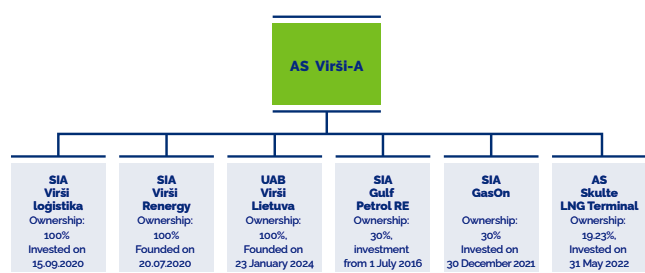 AS Virši-A
SIA
Virši
loģistika
Ownership:
100%
Invested on
15.09.2020
SIA
Virši
Renergy
Ownership:
100%
Founded on
20.07.2020
UAB
Virši
Lietuva
Ownership:
100%,
Founded on
23 January 2024
SIA
Gulf
Petrol RE
Ownership:
30%,
investment
from 1 July 2016
SIA
GasOn
Ownership:
30%
Invested on
30 December 2021
AS
Skulte
LNG Terminal
Ownership:
19.23%,
Invested on
31 May 2022